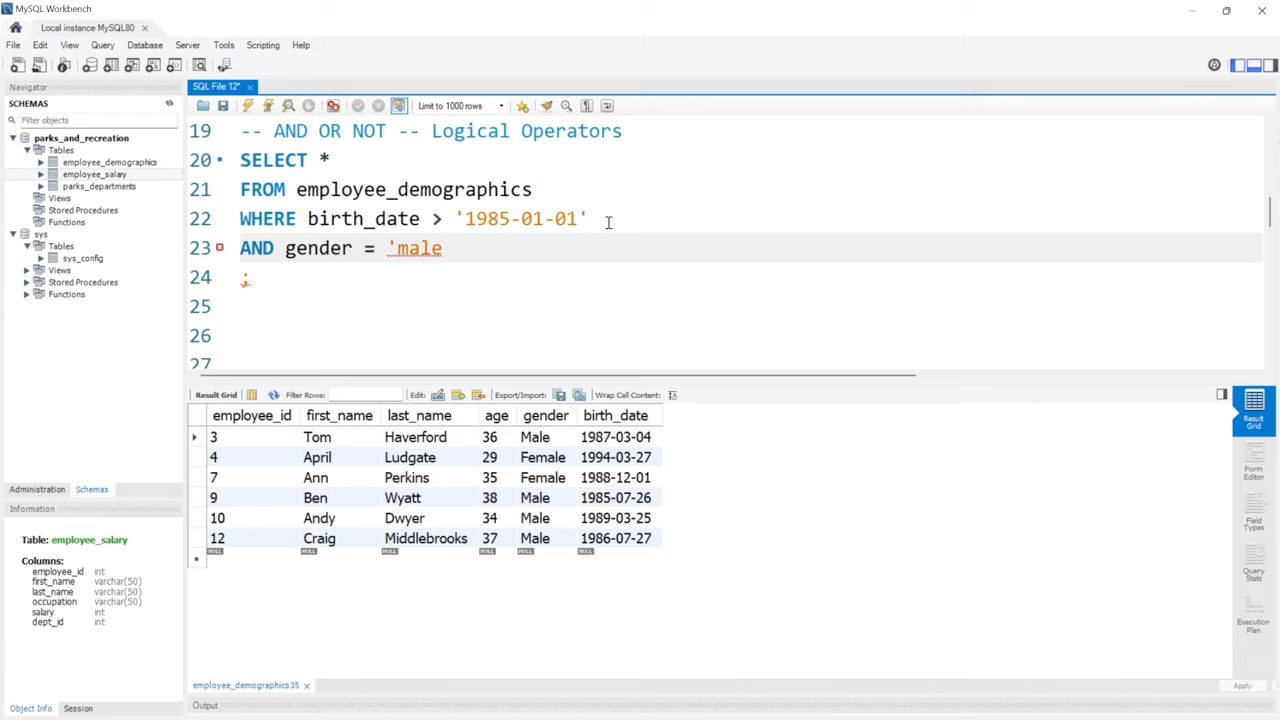 MySQL Workbench
Local instance MySQL80
File Edit View Query Database Server Tools Scripting Help
Navigator
SCHEMAS
Filter objects
parks_and_recreation
Tables
employee_demographics
employee_salary
parks_departments
Views
Stored Procedures
Functions
sys
Tables
sys_config
Views
Stored Procedures
Functions
Administration Schemas
Information
Table: employee_salary
Columns:
employee_id int
first_name varchar(50)
last_name varchar(50)
occupation varchar(50)
salary int
dept_id int
Object Info Session
SQL File 12*
Limit to 1000 rows
19 -- AND OR NOT -- Logical Operators
20 SELECT *
21 FROM employee_demographics
22 WHERE birth_date > '1985-01-01'
23 AND gender = 'male
24 ;
25
26
27
Result Grid Filter Rows: Edit: Export/Import: Wrap Cell Content:
employee_id first_name last_name age gender birth_date
3 Tom Haverford 36 Male 1987-03-04
4 April Ludgate 29 Female 1994-03-27
7 Ann Perkins 35 Female 1988-12-01
9 Ben Wyatt 38 Male 1985-07-26
10 Andy Dwyer 34 Male 1989-03-25
12 Craig Middlebrooks 37 Male 1986-07-27
NULL NULL NULL NULL NULL NULL
Result
Grid
Form
Editor
Field
Types
Query
Stats
Execution
Plan
employee_demographics35
Apply
Output